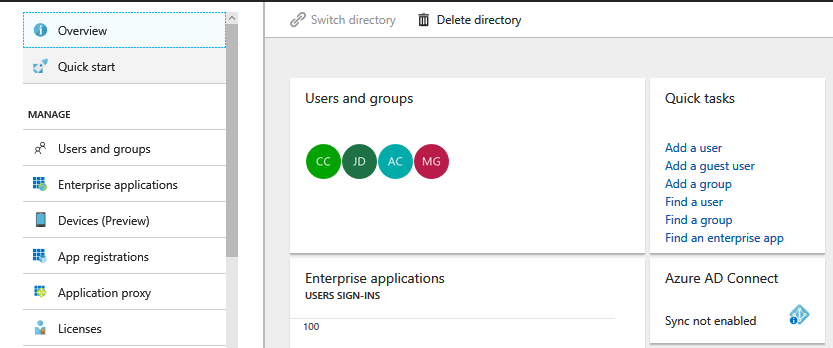 Overview
Quick start
MANAGE
Users and groups
Enterprise applications
Devices (Preview)
App registrations
Application proxy
Licenses
Switch directory
Delete directory
Users and groups
CC JD AC MG
Quick tasks
Add a user
Add a guest user
Add a group
Find a user
Find a group
Find an enterprise app
Enterprise applications
USERS SIGN-INS
100
Azure AD Connect
Sync not enabled